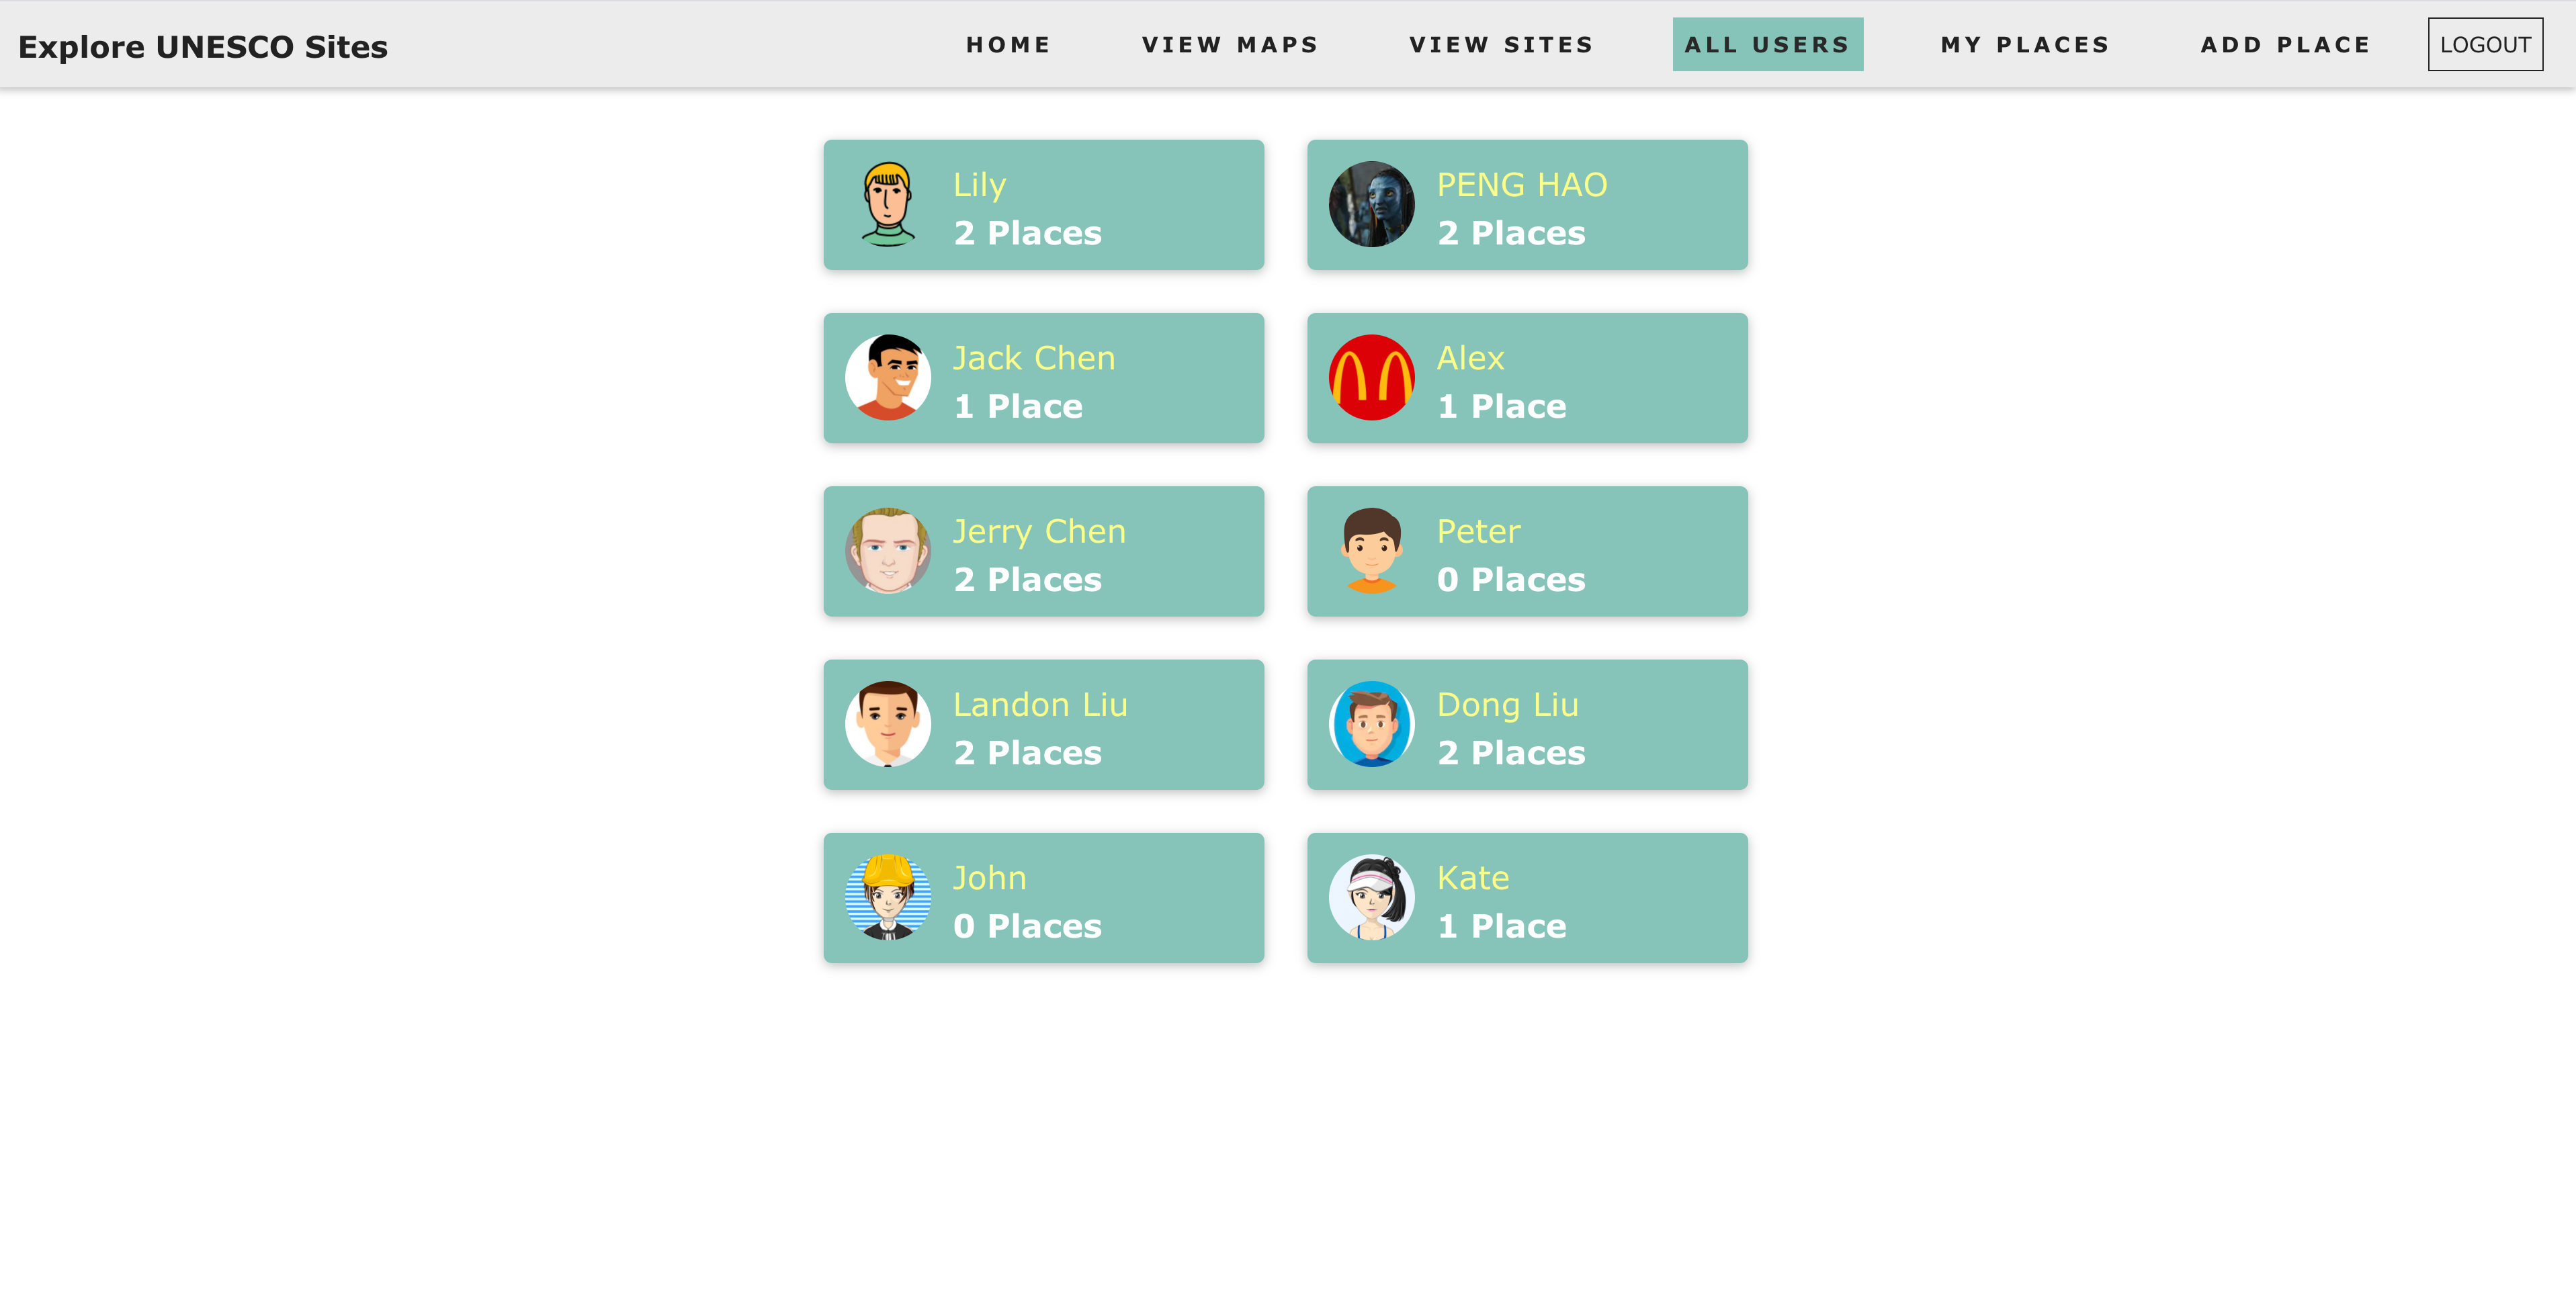 Explore UNESCO Sites
HOME
VIEW MAPS
VIEW SITES
ALL USERS
MY PLACES
ADD PLACE
LOGOUT
Lily
2 Places
PENG HAO
2 Places
Jack Chen
1 Place
Alex
1 Place
Jerry Chen
2 Places
Peter
0 Places
Landon Liu
2 Places
Dong Liu
2 Places
John
0 Places
Kate
1 Place